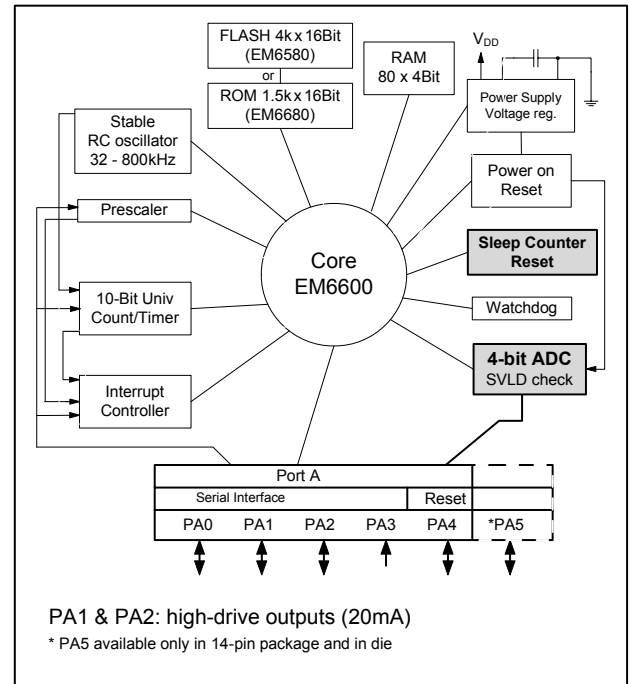 FLASH 4k x 16Bit
(EM6580)
or
ROM 1.5k x 16Bit
(EM6680)
RAM
80 x 4Bit
VDD
Power Supply
Voltage reg.
Stable
RC oscillator
32 - 800kHz
Power on
Reset
Prescaler
Sleep Counter
Reset
Core
EM6600
10-Bit Univ
Count/Timer
Watchdog
4-bit ADC
SVLD check
Interrupt
Controller
Port A
Serial Interface
Reset
PA0 PA1 PA2 PA3 PA4 *PA5
PA1 & PA2: high-drive outputs (20mA)
* PA5 available only in 14-pin package and in die